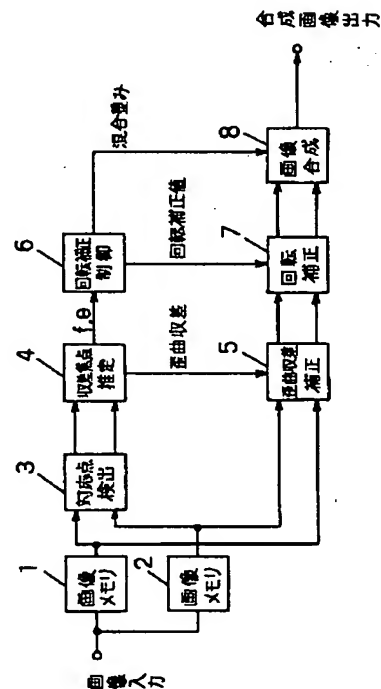 画像入力
1
画像
メモリ
2
画像
メモリ
3
対応点
検出
4
収差焦点
推定
f,θ
歪曲収差
5
歪曲収差
補正
6
回転補正
制御
混合重み
回転補正値
7
回転
補正
8
画像
合成
合成画像出力